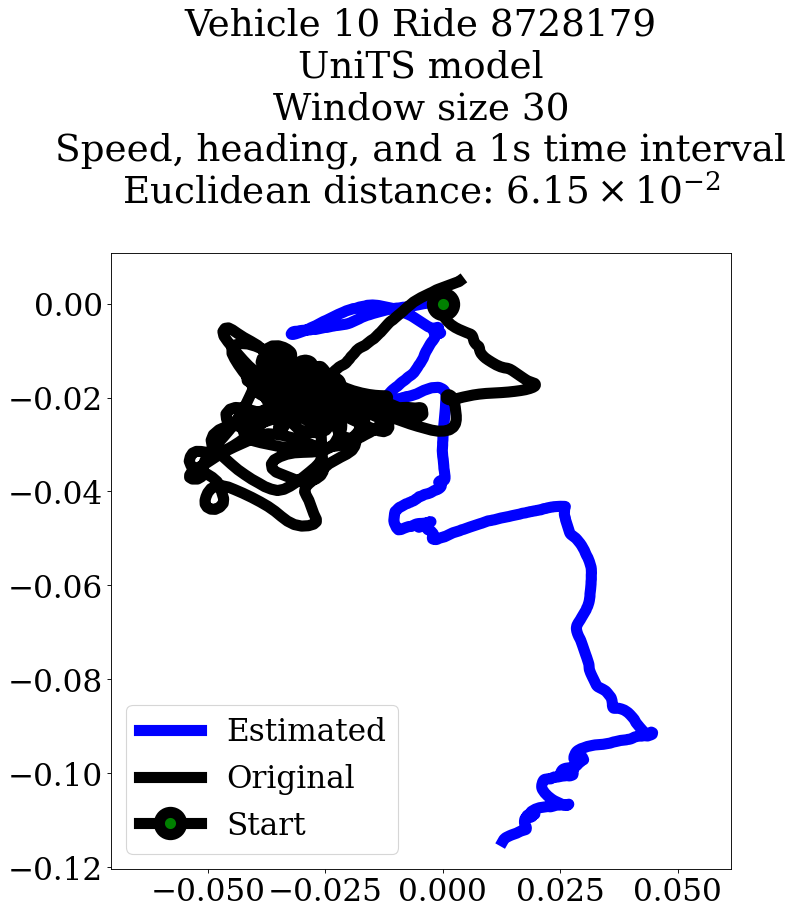 Vehicle 10 Ride 8728179
UniTS model
Window size 30
Speed, heading, and a 1s time interval
Euclidean distance: 6.15 × 10⁻²
0.00
−0.02
−0.04
−0.06
−0.08
−0.10
−0.12
Estimated
Original
Start
−0.050 −0.025 0.000 0.025 0.050